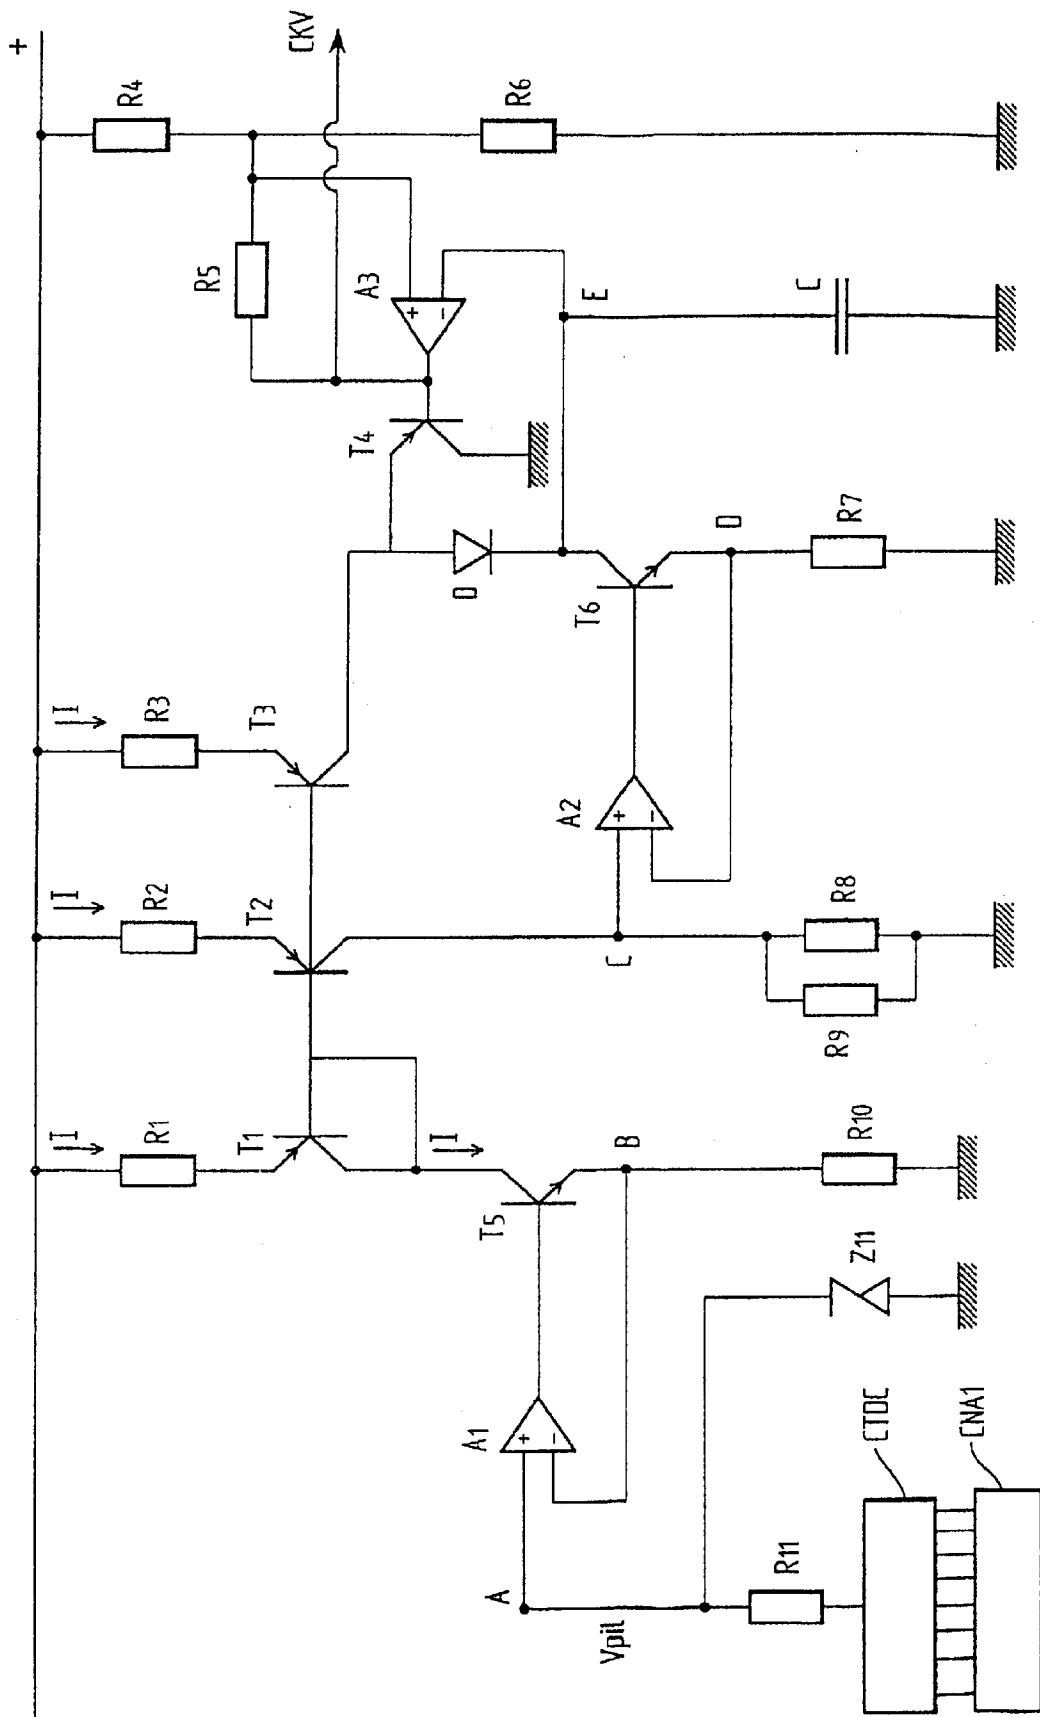 +
R1
R2
R3
R4
I
I
I
T1
T2
T3
R5
CKV
I
T4
A3
+
-
R6
A1
+
-
T5
B
R10
A
Vpil
R11
Z11
CTDC
CNA1
C
A2
+
-
R9
R8
D
T6
D
R7
E
C